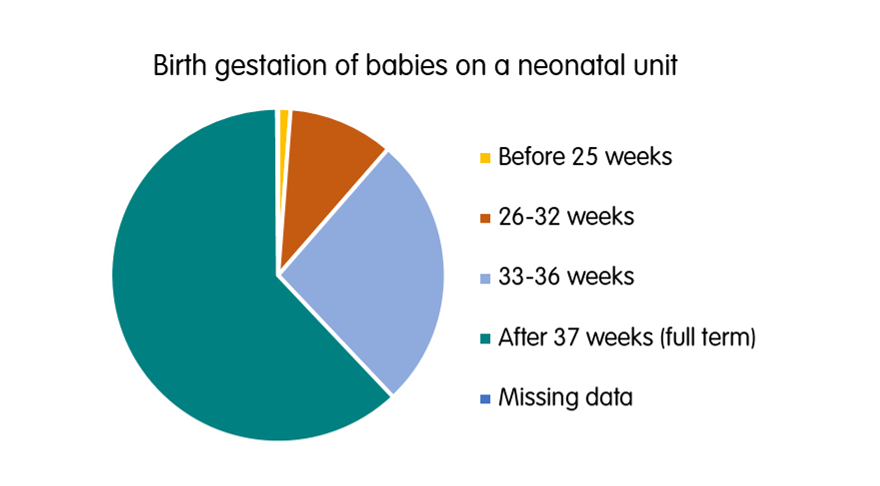 Birth gestation of babies on a neonatal unit
Before 25 weeks
26-32 weeks
33-36 weeks
After 37 weeks (full term)
Missing data